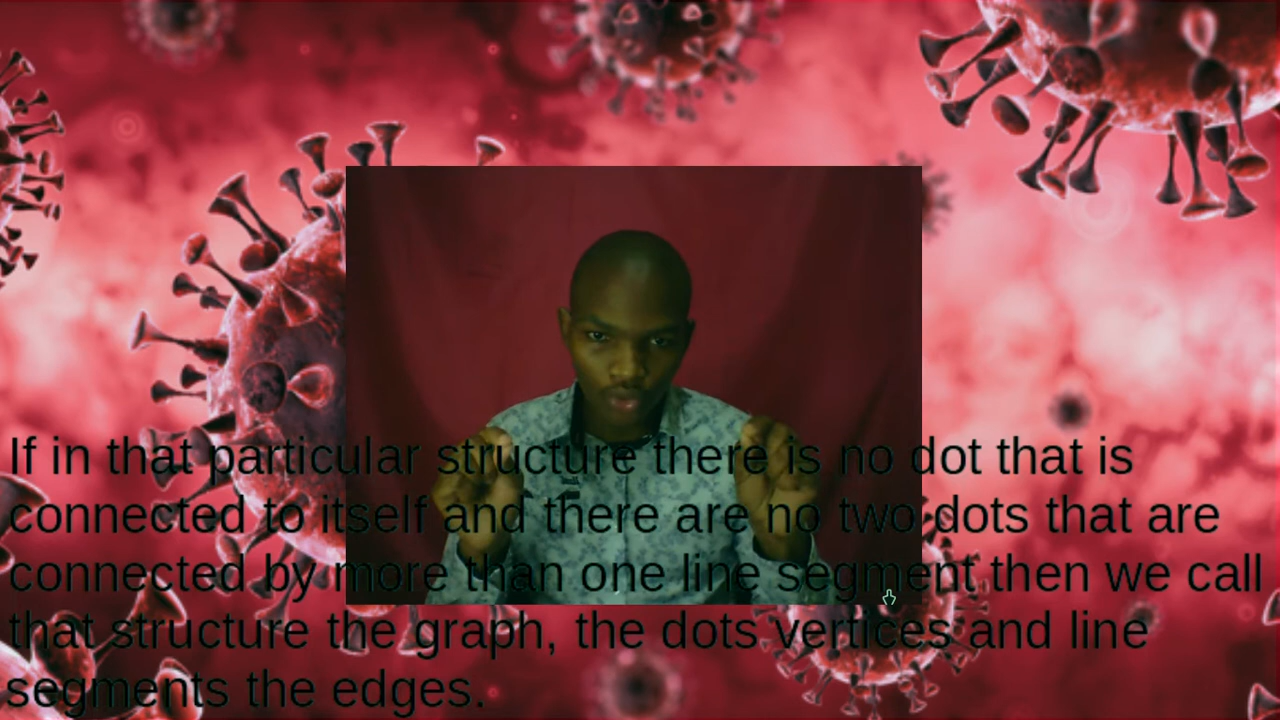 If in that particular structure there is no dot that is
connected to itself and there are no two dots that are
connected by more than one line segment then we call
that structure the graph, the dots vertices and line
segments the edges.